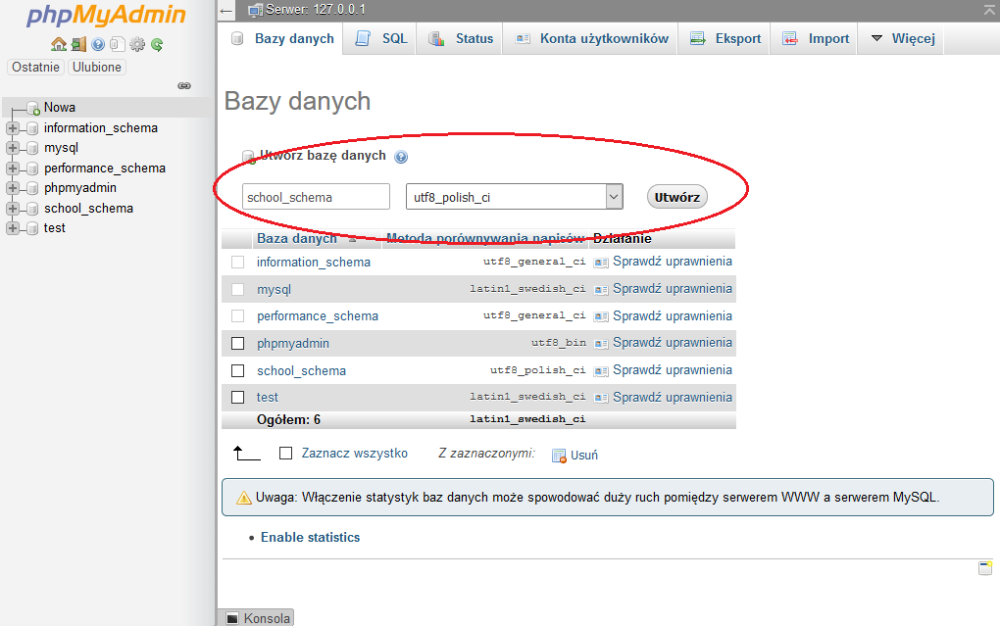 phpMyAdmin
Ostatnie Ulubione
Nowa
information_schema
mysql
performance_schema
phpmyadmin
school_schema
test
Serwer: 127.0.0.1
Bazy danych SQL Status Konta użytkowników Eksport Import Więcej
Bazy danych
Utwórz bazę danych
school_schema utf8_polish_ci Utwórz
Baza danych Metoda porównywania napisów Działanie
information_schema utf8_general_ci Sprawdź uprawnienia
mysql latin1_swedish_ci Sprawdź uprawnienia
performance_schema utf8_general_ci Sprawdź uprawnienia
phpmyadmin utf8_bin Sprawdź uprawnienia
school_schema utf8_polish_ci Sprawdź uprawnienia
test latin1_swedish_ci Sprawdź uprawnienia
Ogółem: 6 latin1_swedish_ci
Zaznacz wszystko Z zaznaczonymi: Usuń
Uwaga: Włączenie statystyk baz danych może spowodować duży ruch pomiędzy serwerem WWW a serwerem MySQL.
• Enable statistics
Konsola